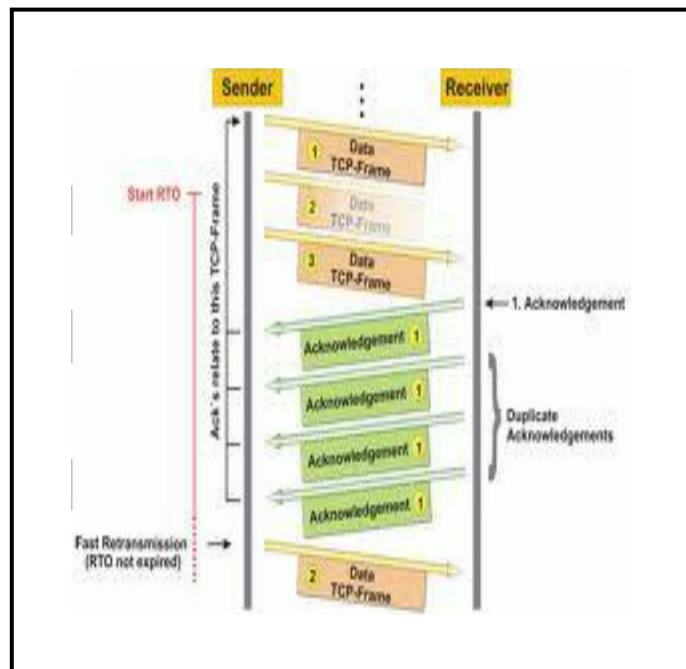 Sender
Receiver
1 Data
TCP-Frame
Start RTO
2 Data
TCP-Frame
3 Data
TCP-Frame
Ack's relate to this TCP-Frame
1. Acknowledgement
Acknowledgement 1
Acknowledgement 1
Acknowledgement 1
Acknowledgement 1
Duplicate
Acknowledgements
Fast Retransmission
(RTO not expired)
2 Data
TCP-Frame